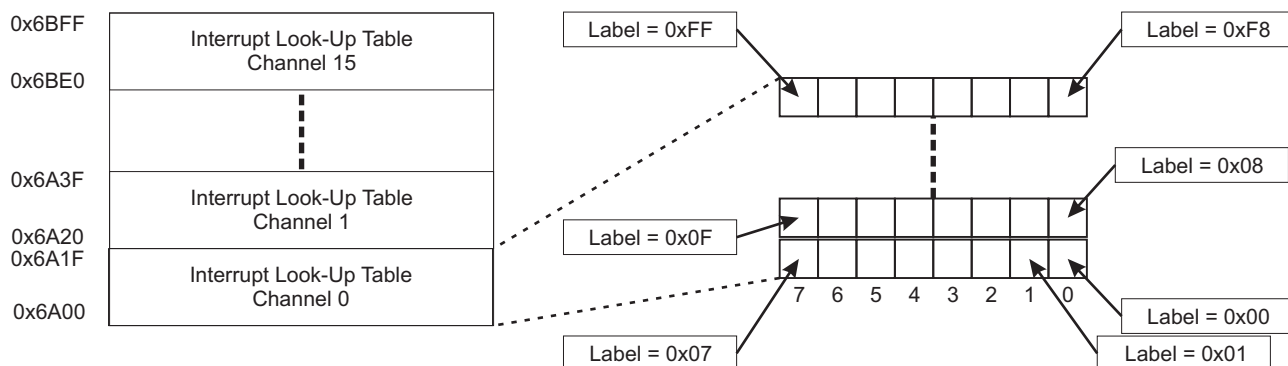 0x6BFF
Interrupt Look-Up Table
Channel 15
0x6BE0
0x6A3F
Interrupt Look-Up Table
Channel 1
0x6A20
0x6A1F
Interrupt Look-Up Table
Channel 0
0x6A00
Label = 0xFF
Label = 0xF8
Label = 0x08
Label = 0x0F
7 6 5 4 3 2 1 0
Label = 0x00
Label = 0x07
Label = 0x01